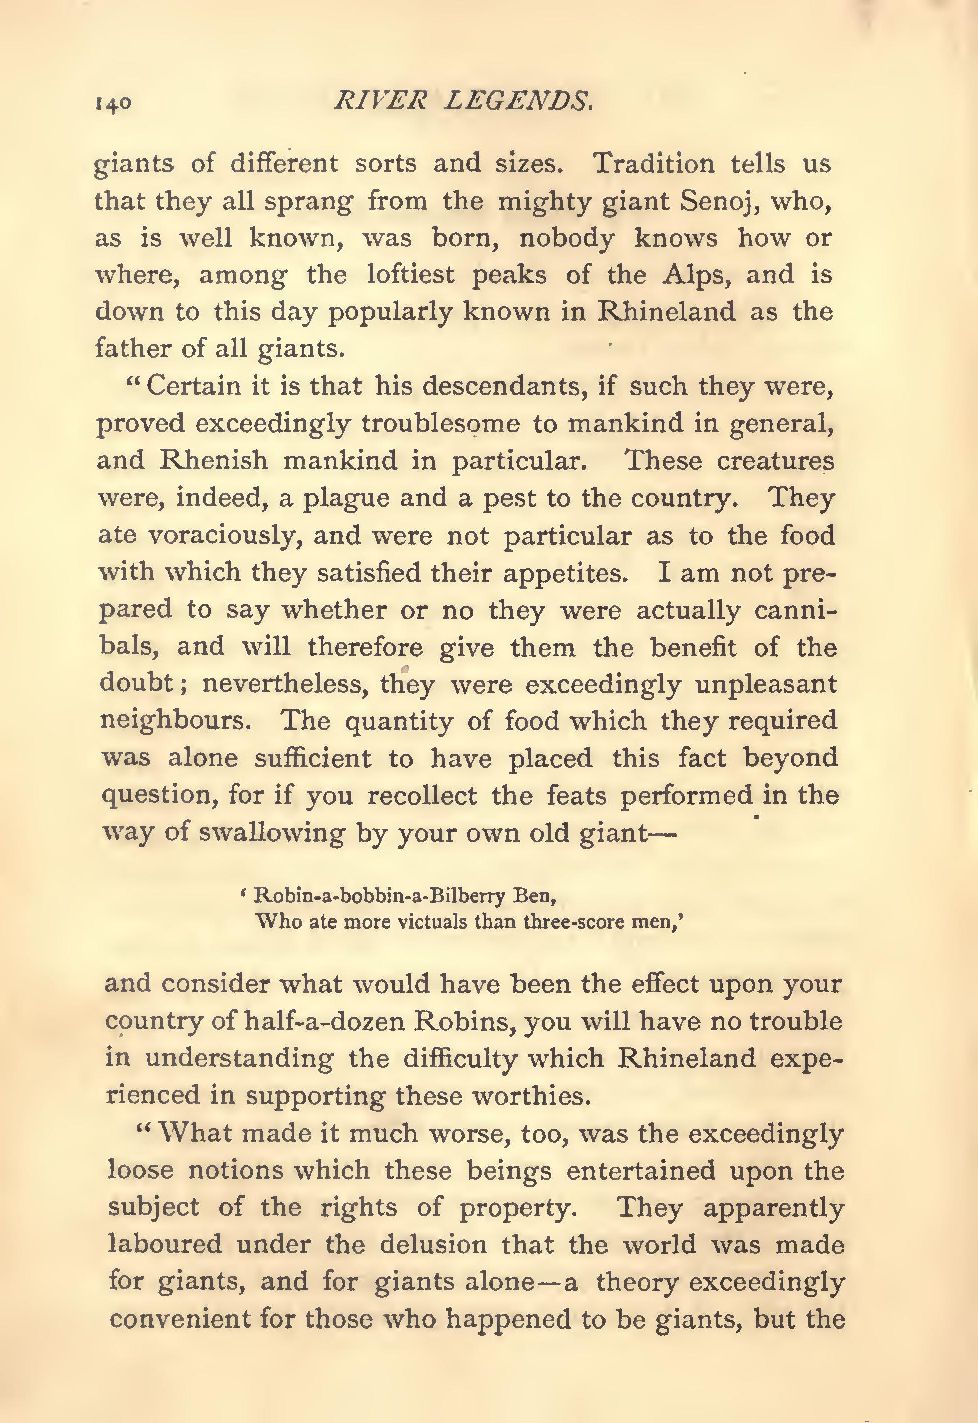 140 RIVER LEGENDS.
giants of different sorts and sizes. Tradition tells us
that they all sprang from the mighty giant Senoj, who,
as is well known, was born, nobody knows how or
where, among the loftiest peaks of the Alps, and is
down to this day popularly known in Rhineland as the
father of all giants.
“ Certain it is that his descendants, if such they were,
proved exceedingly troublesome to mankind in general,
and Rhenish mankind in particular. These creatures
were, indeed, a plague and a pest to the country. They
ate voraciously, and were not particular as to the food
with which they satisfied their appetites. I am not pre-
pared to say whether or no they were actually canni-
bals, and will therefore give them the benefit of the
doubt ; nevertheless, they were exceedingly unpleasant
neighbours. The quantity of food which they required
was alone sufficient to have placed this fact beyond
question, for if you recollect the feats performed in the
way of swallowing by your own old giant—
‘ Robin-a-bobbin-a-Bilberry Ben,
Who ate more victuals than three-score men,’
and consider what would have been the effect upon your
country of half-a-dozen Robins, you will have no trouble
in understanding the difficulty which Rhineland expe-
rienced in supporting these worthies.
“ What made it much worse, too, was the exceedingly
loose notions which these beings entertained upon the
subject of the rights of property. They apparently
laboured under the delusion that the world was made
for giants, and for giants alone—a theory exceedingly
convenient for those who happened to be giants, but the